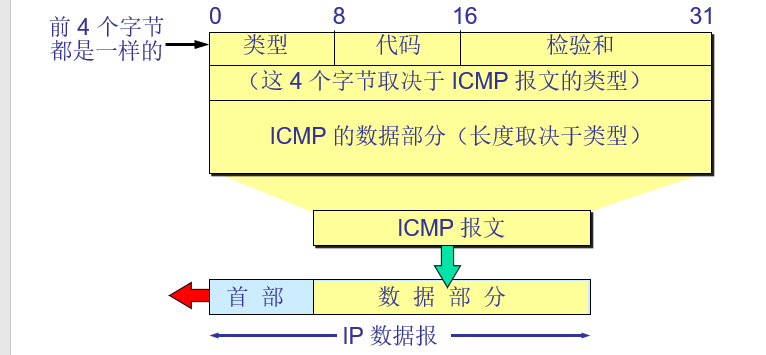 0 8 16 31
前 4 个字节
都是一样的
类型 代码 检验和
（这 4 个字节取决于 ICMP 报文的类型）
ICMP 的数据部分（长度取决于类型）
ICMP 报文
首 部 数 据 部 分
IP 数据报